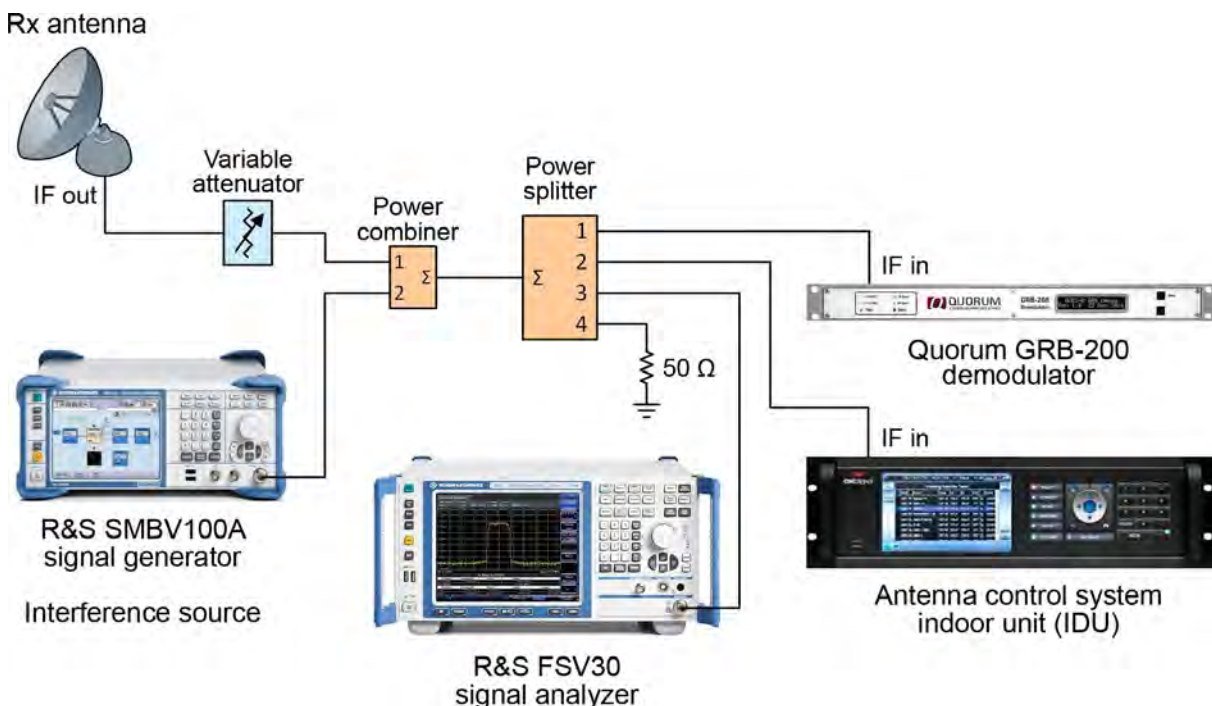 Rx antenna
IF out
Variable
attenuator
Power
combiner
1
2
Σ
Power
splitter
Σ
1
2
3
4
50 Ω
IF in
QUORUM
GRB-200
Quorum GRB-200
demodulator
IF in
Antenna control system
indoor unit (IDU)
R&S SMBV100A
signal generator
Interference source
R&S FSV30
signal analyzer